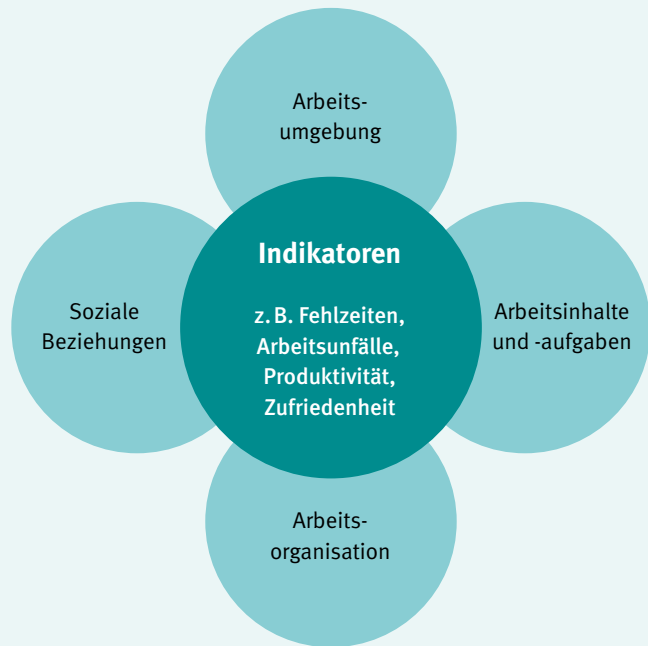 Arbeits-
umgebung
Indikatoren
z. B. Fehlzeiten,
Arbeitsunfälle,
Produktivität,
Zufriedenheit
Soziale
Beziehungen
Arbeitsinhalte
und -aufgaben
Arbeits-
organisation